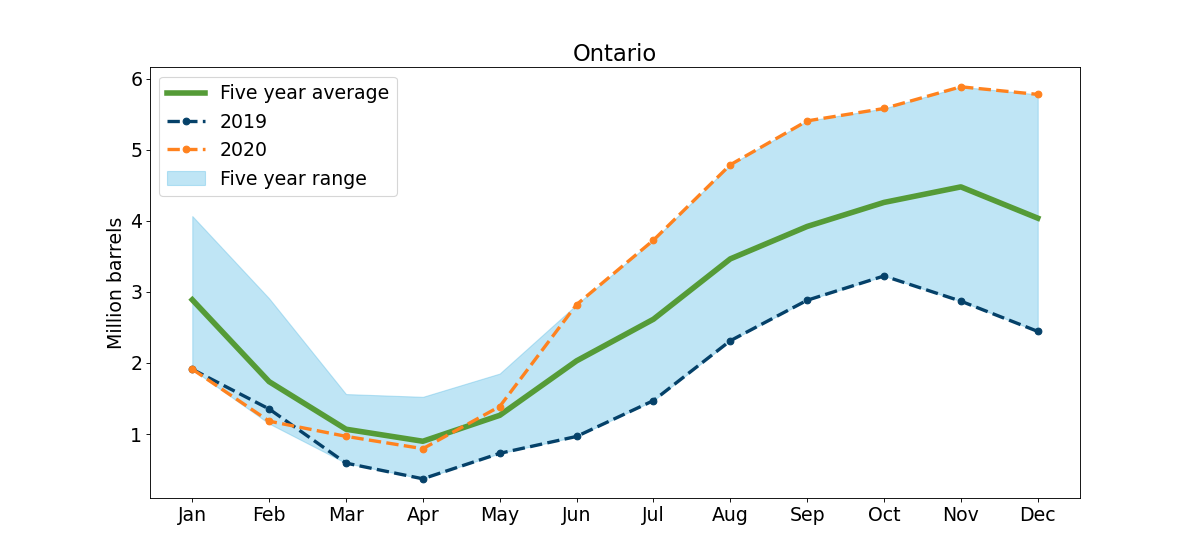 Ontario
Five year average
2019
2020
Five year range
Million barrels
6
5
4
3
2
1
Jan Feb Mar Apr May Jun Jul Aug Sep Oct Nov Dec